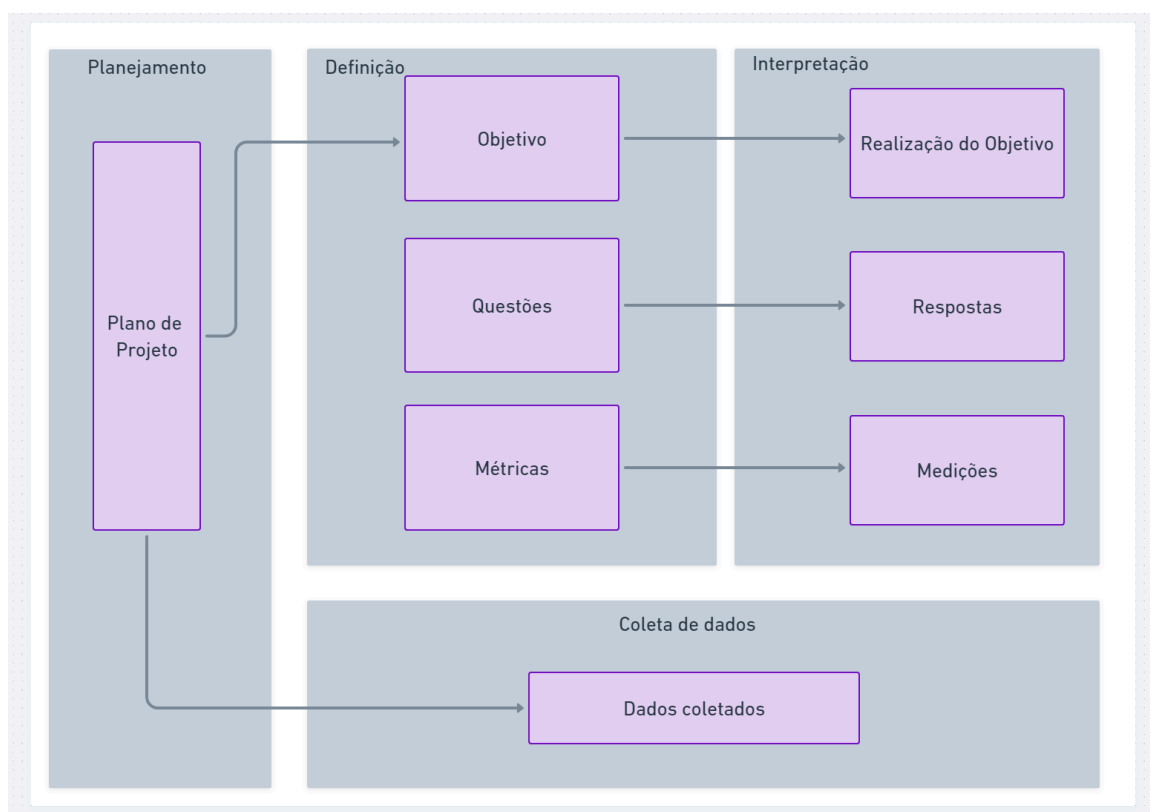 Planejamento
Plano de
Projeto
Definição
Objetivo
Questões
Métricas
Interpretação
Realização do Objetivo
Respostas
Medições
Coleta de dados
Dados coletados